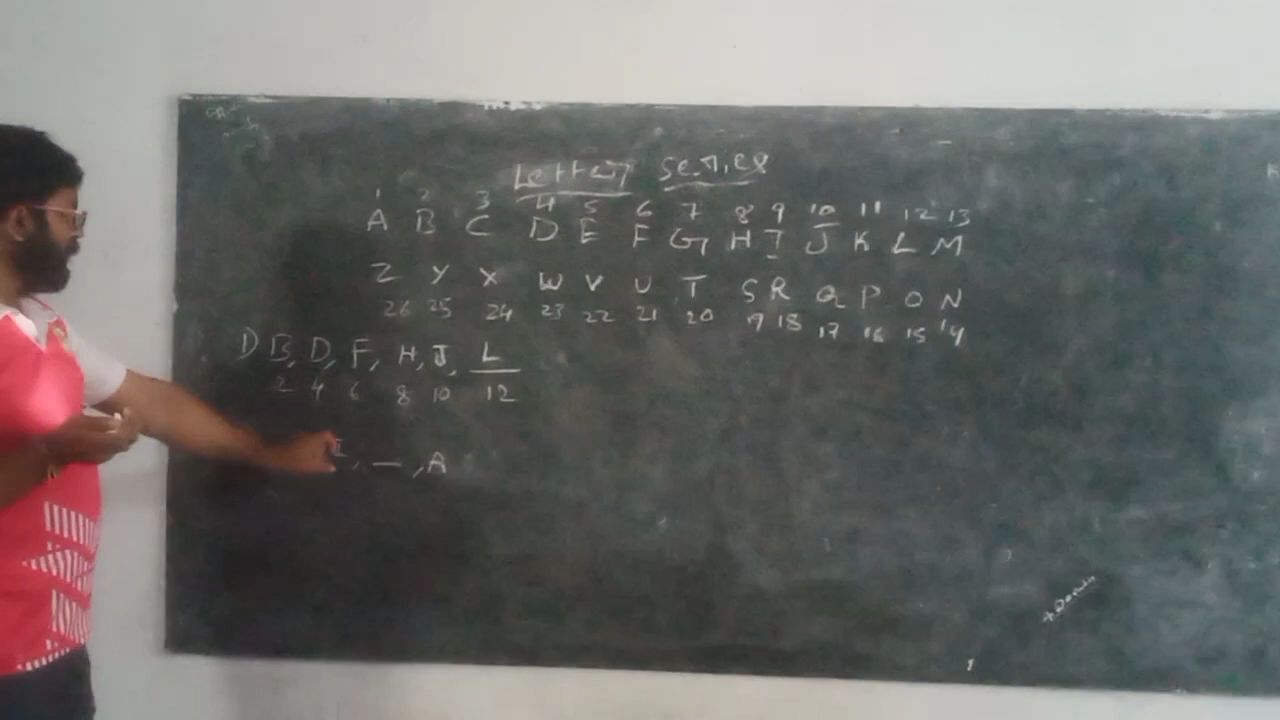 Letter series
1 2 3 4 5 6 7 8 9 10 11 12 13
A B C D E F G H I J K L M
Z Y X W V U T S R Q P O N
26 25 24 23 22 21 20 19 18 17 16 15 14
1) B, D, F, H, J, L
2 4 6 8 10 12
, — , A